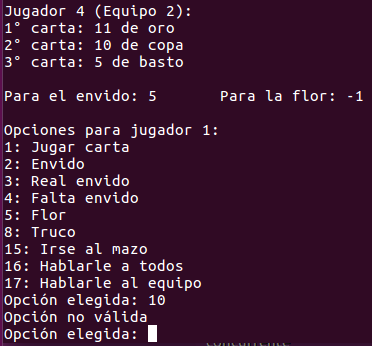 Jugador 4 (Equipo 2):
1° carta: 11 de oro
2° carta: 10 de copa
3° carta: 5 de basto
Para el envido: 5 Para la flor: -1
Opciones para jugador 1:
1: Jugar carta
2: Envido
3: Real envido
4: Falta envido
5: Flor
8: Truco
15: Irse al mazo
16: Hablarle a todos
17: Hablarle al equipo
Opción elegida: 10
Opción no válida
Opción elegida: